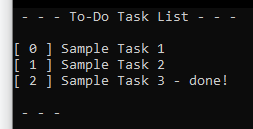 - - - To-Do Task List - - -
[ 0 ] Sample Task 1
[ 1 ] Sample Task 2
[ 2 ] Sample Task 3 - done!
- - -